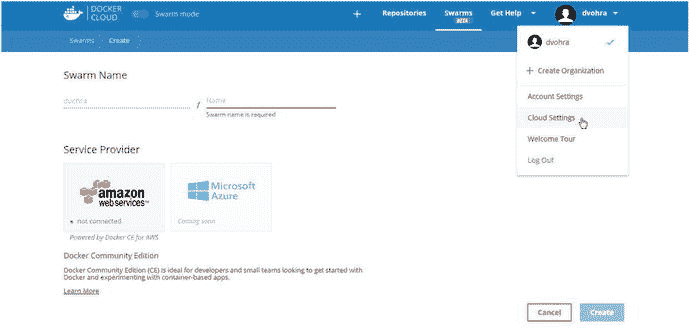 DOCKER CLOUD
Swarm mode
+
Repositories
Swarms
BETA
Get Help
dvohra
Swarms
Create
dvohra
+ Create Organization
Account Settings
Cloud Settings
Welcome Tour
Log Out
Swarm Name
dvohra / Name
Swarm name is required
Service Provider
amazon
web services™
not connected
Microsoft
Azure
Coming soon
Powered by Docker CE for AWS
Docker Community Edition
Docker Community Edition (CE) is ideal for developers and small teams looking to get started with
Docker and experimenting with container-based apps.
Learn More
Cancel
Create